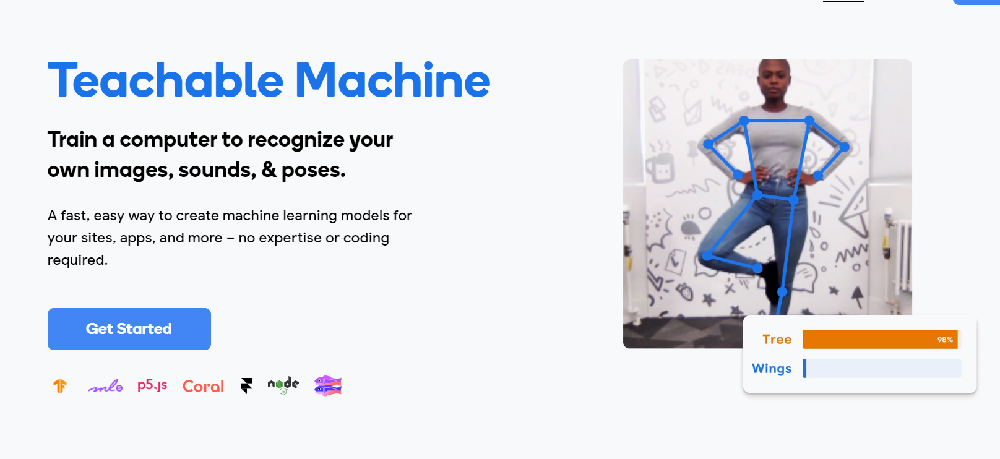 Teachable Machine
Train a computer to recognize your
own images, sounds, & poses.
A fast, easy way to create machine learning models for
your sites, apps, and more – no expertise or coding
required.
Get Started
ml5 p5.js Coral node JS
IDEAS
Tree 98%
Wings